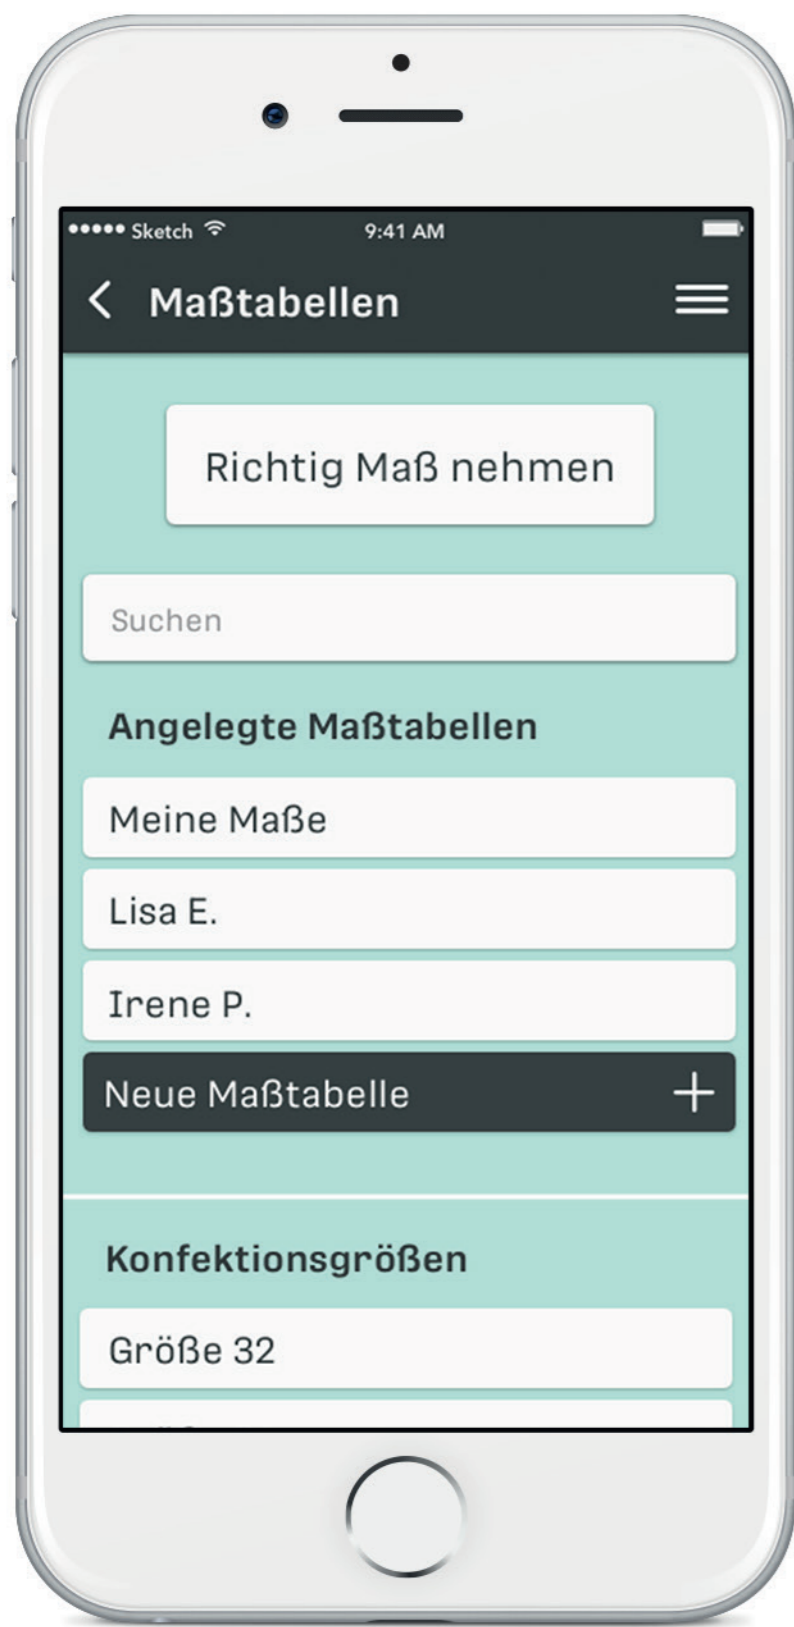 Sketch 9:41 AM
Maßtabellen
Richtig Maß nehmen
Suchen
Angelegte Maßtabellen
Meine Maße
Lisa E.
Irene P.
Neue Maßtabelle +
Konfektionsgrößen
Größe 32